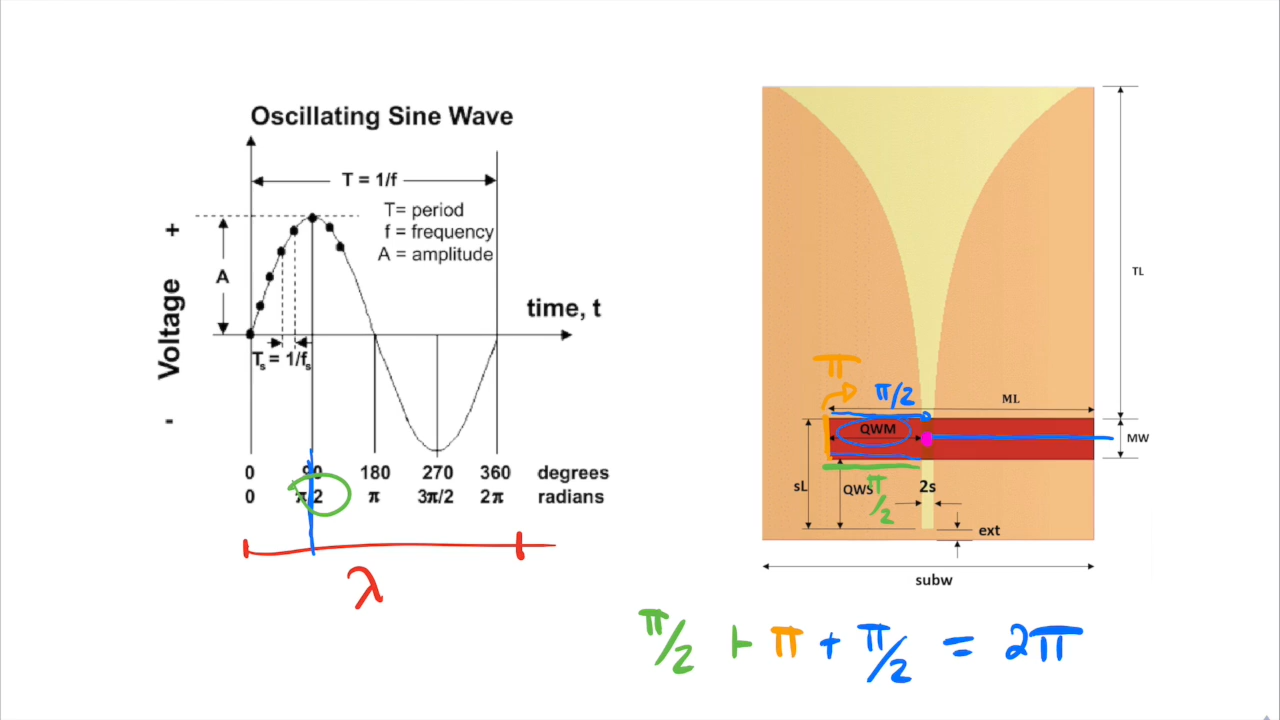 Oscillating Sine Wave
T = 1/f
T= period
f = frequency
A = amplitude
+
A
Voltage
-
time, t
Ts = 1/fs
0 90 180 270 360 degrees
0 π/2 π 3π/2 2π radians
λ
TL
π
π/2
ML
QWM
MW
sL
QWS
π/2
2s
ext
subw
π/2 + π + π/2 = 2π